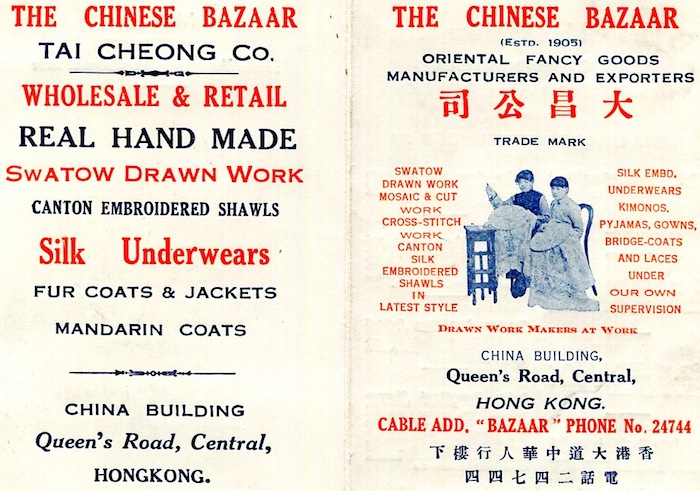 THE CHINESE BAZAAR
TAI CHEONG Co.
WHOLESALE & RETAIL
REAL HAND MADE
SWATOW DRAWN WORK
CANTON EMBROIDERED SHAWLS
Silk Underwears
FUR COATS & JACKETS
MANDARIN COATS
CHINA BUILDING
Queen's Road, Central,
HONGKONG.
THE CHINESE BAZAAR
(ESTD. 1905)
ORIENTAL FANCY GOODS
MANUFACTURERS AND EXPORTERS
大昌公司
TRADE MARK
SWATOW
DRAWN WORK
MOSAIC & CUT
WORK
CROSS-STITCH
WORK
CANTON
SILK
EMBROIDERED
SHAWLS
IN
LATEST STYLE
SILK EMBD.
UNDERWEARS
KIMONOS.
PYJAMAS, GOWNS,
BRIDGE-COATS
AND LACES
UNDER
OUR OWN
SUPERVISION
DRAWN WORK MAKERS AT WORK
CHINA BUILDING,
Queen's Road, Central,
HONG KONG.
CABLE ADD. "BAZAAR" PHONE No. 24744
香港大道中華人行樓下
電話二四七四四